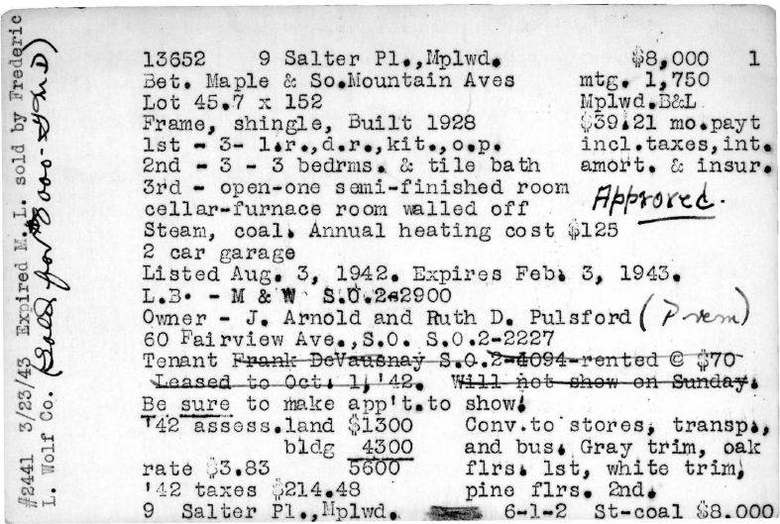 13652 9 Salter Pl.,Mplwd. $8,000 1
Bet. Maple & So.Mountain Aves mtg. 1,750
Lot 45.7 x 152 Mplwd.B&L
Frame, shingle, Built 1928 $39.21 mo.payt
1st - 3- l.r.,d.r.,kit.,o.p. incl.taxes,int.
2nd - 3 - 3 bedrms. & tile bath amort. & insur.
3rd - open-one semi-finished room
Approved.
cellar-furnace room walled off
Steam, coal. Annual heating cost $125
2 car garage
Listed Aug. 3, 1942. Expires Feb. 3, 1943.
L.B. - M & W S.O.2-2900
Owner - J. Arnold and Ruth D. Pulsford (Prem)
60 Fairview Ave.,S.O. S.O.2-2227
Tenant Frank DeVausnay S.O.2-4094-rented @ $70
Leased to Oct. 1, '42. Will not show on Sunday.
Be sure to make app't.to show.
'42 assess.land $1300 Conv.to stores, transp.,
bldg 4300 and bus. Gray trim, oak
rate $3.83 5600 flrs. 1st, white trim,
'42 taxes $214.48 pine flrs. 2nd.
9 Salter Pl.,Mplwd. 6-1-2 St-coal $8.000
#2441 3/23/43 Expired M. L. sold by Frederic
L. Wolf Co. (Sold for $8000-